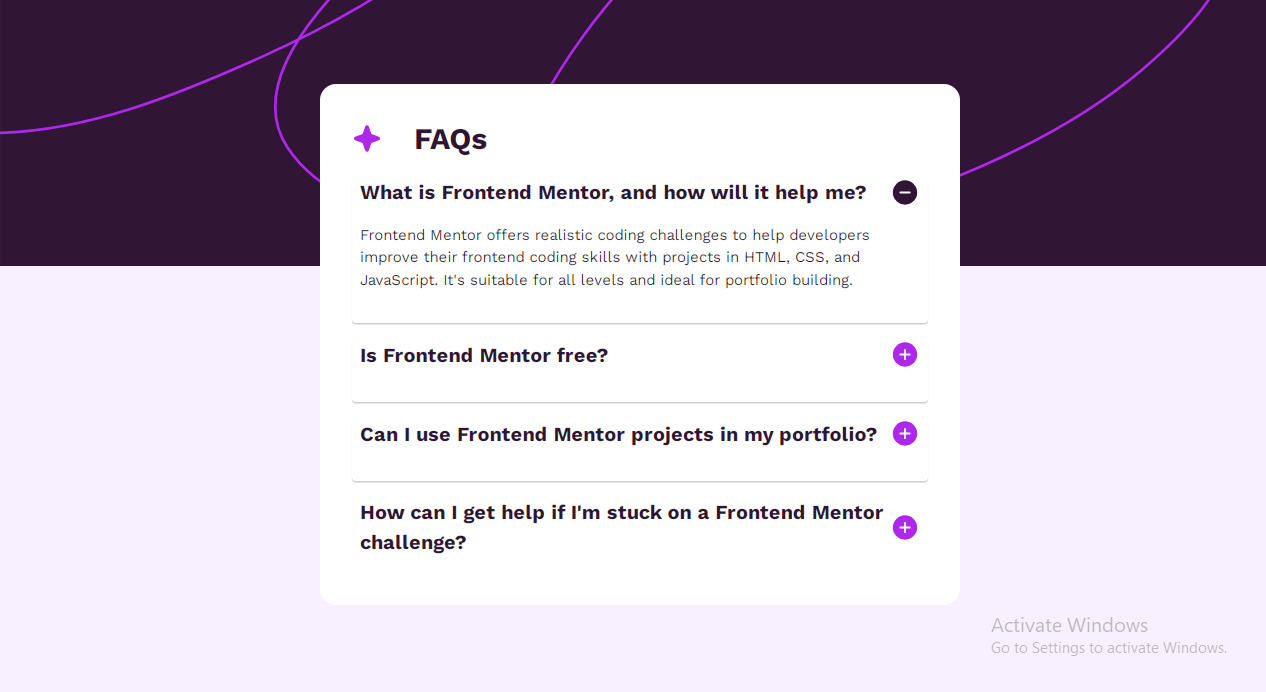 FAQs
What is Frontend Mentor, and how will it help me?
Frontend Mentor offers realistic coding challenges to help developers
improve their frontend coding skills with projects in HTML, CSS, and
JavaScript. It's suitable for all levels and ideal for portfolio building.
Is Frontend Mentor free?
Can I use Frontend Mentor projects in my portfolio?
How can I get help if I'm stuck on a Frontend Mentor
challenge?
Activate Windows
Go to Settings to activate Windows.